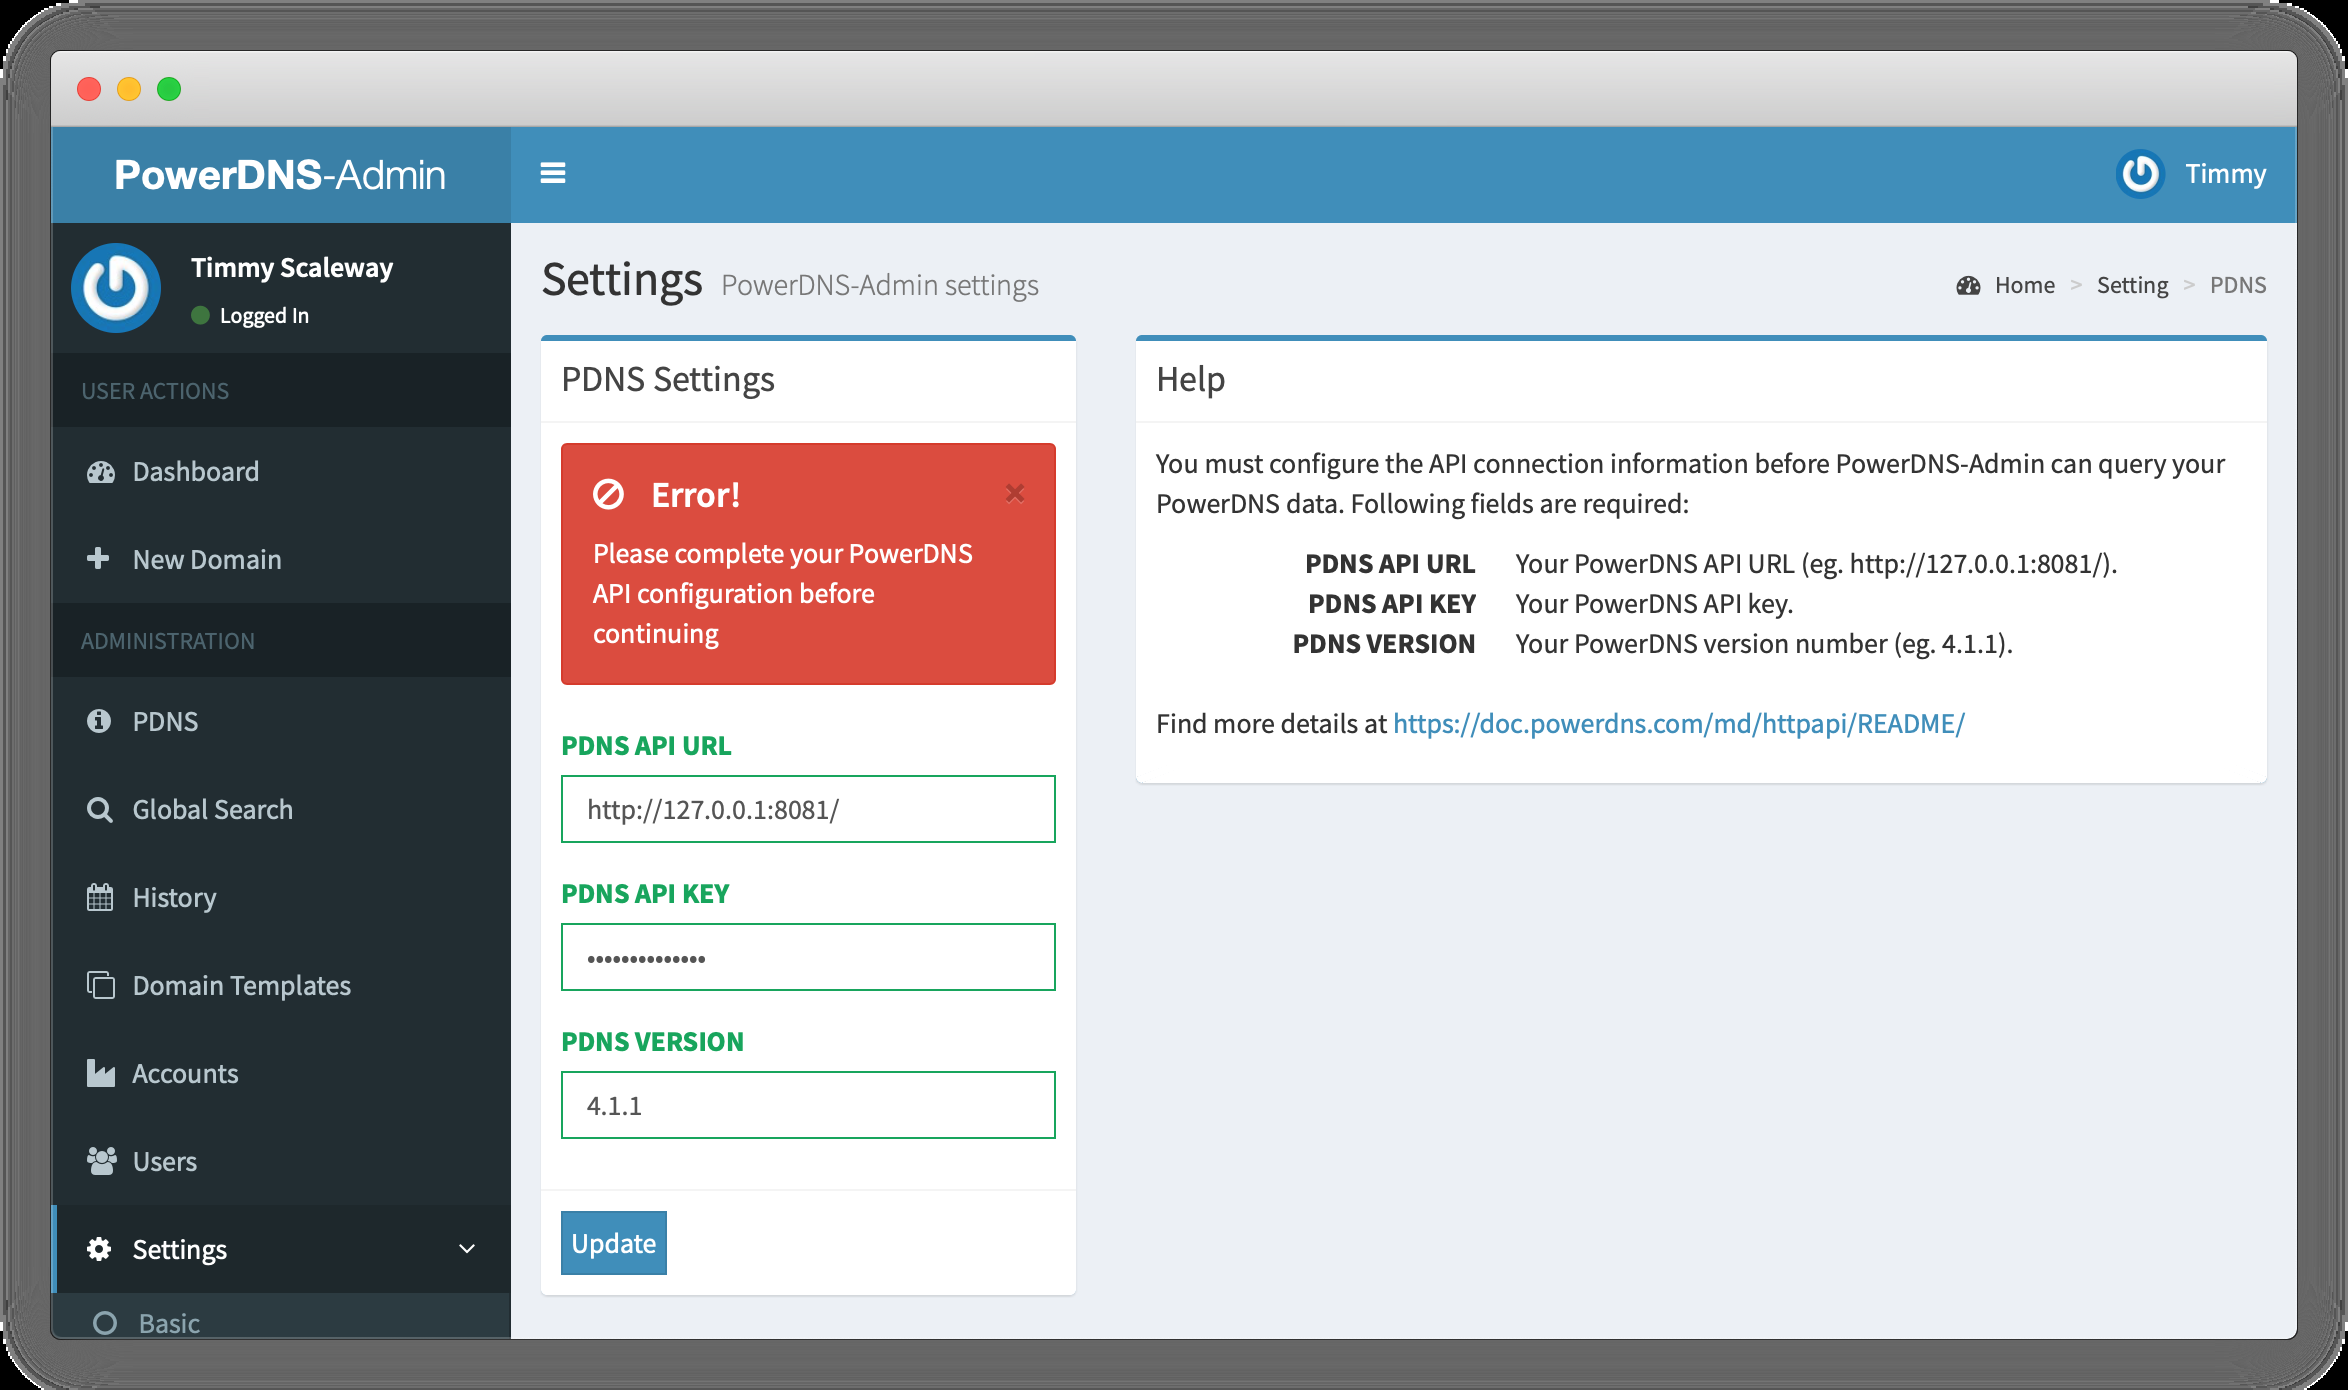 PowerDNS-Admin
Timmy
Timmy Scaleway
Logged In
USER ACTIONS
Dashboard
New Domain
ADMINISTRATION
PDNS
Global Search
History
Domain Templates
Accounts
Users
Settings
Basic
Settings PowerDNS-Admin settings
Home > Setting > PDNS
PDNS Settings
Error!
Please complete your PowerDNS
API configuration before
continuing
PDNS API URL
http://127.0.0.1:8081/
PDNS API KEY
••••••••••••••
PDNS VERSION
4.1.1
Update
Help
You must configure the API connection information before PowerDNS-Admin can query your
PowerDNS data. Following fields are required:
PDNS API URL Your PowerDNS API URL (eg. http://127.0.0.1:8081/).
PDNS API KEY Your PowerDNS API key.
PDNS VERSION Your PowerDNS version number (eg. 4.1.1).
Find more details at https://doc.powerdns.com/md/httpapi/README/